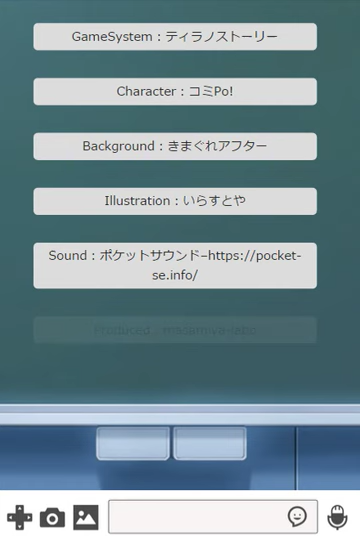 GameSystem：ティラノストーリー
Character：コミPo!
Background：きまぐれアフター
Illustration：いらすとや
Sound：ポケットサウンド–https://pocket-
se.info/
Produced：